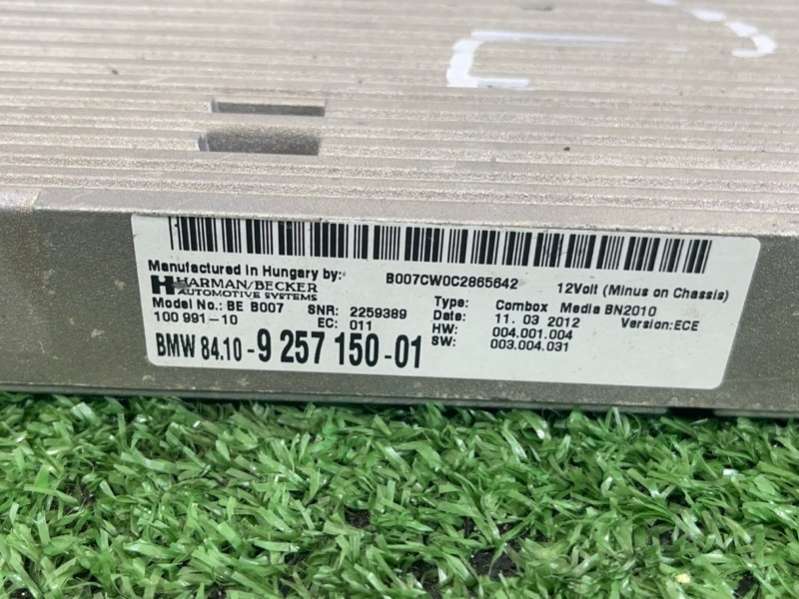 Manufactured in Hungary by: B007CW0C2865642 12Volt (Minus on Chassis)
HARMAN/BECKER
AUTOMOTIVE SYSTEMS
Model No.: BE B007 SNR: 2259389 Type: Combox Media BN2010
100 991-10 EC: 011 Date: 11. 03 2012 Version: ECE
HW: 004.001.004
BMW 84.10 - 9 257 150 - 01 SW: 003.004.031